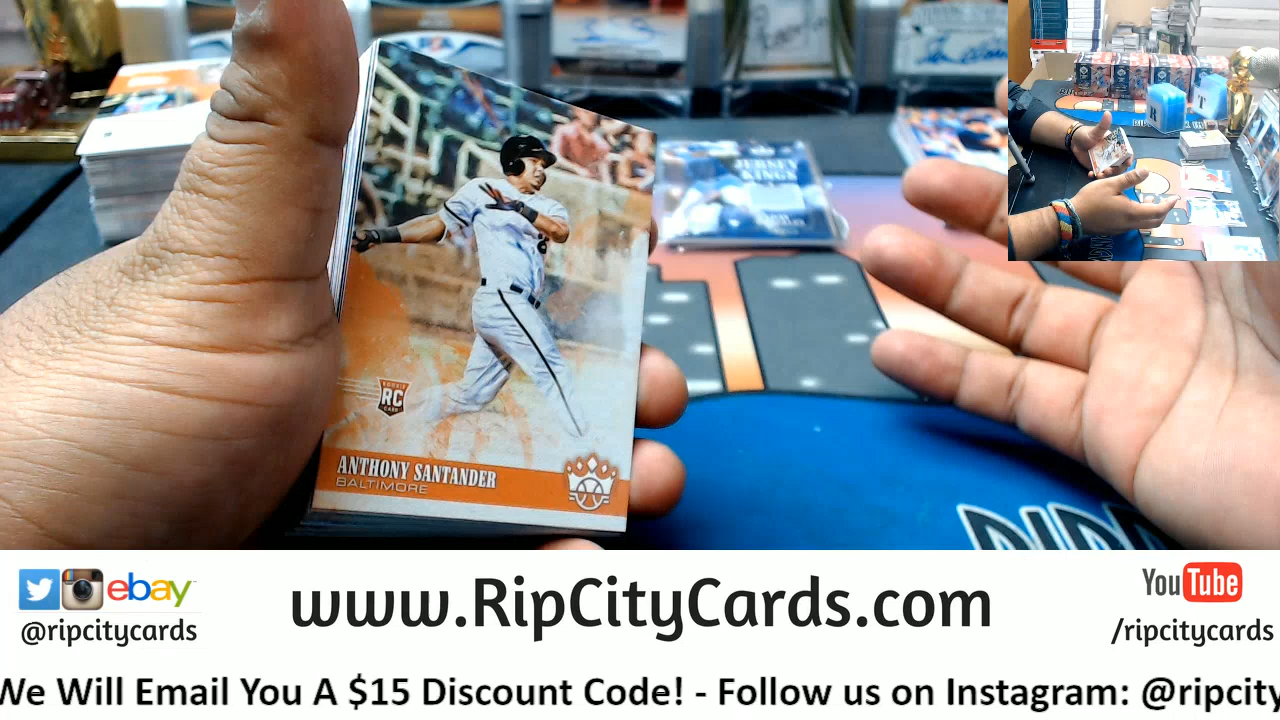 JERSEY
KINGS
ROOKIE
RC
CARD
ANTHONY SANTANDER
BALTIMORE
R
T
ebay
@ripcitycards
www.RipCityCards.com
YouTube
/ripcitycards
We Will Email You A $15 Discount Code! - Follow us on Instagram: @ripcity